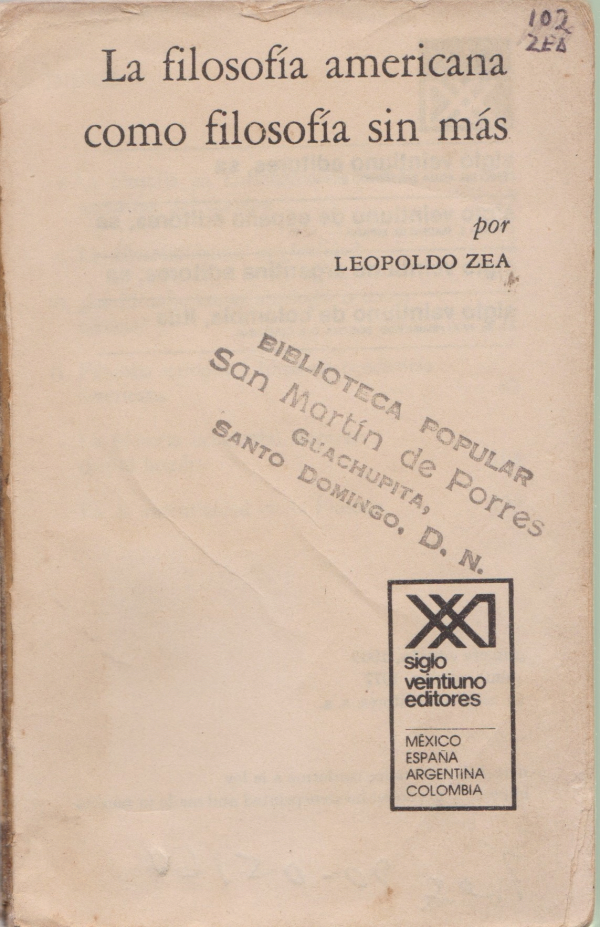 102
ZEA
La filosofía americana
como filosofía sin más
por
LEOPOLDO ZEA
BIBLIOTECA POPULAR
San Martín de Porres
GUACHUPITA,
SANTO DOMINGO, D. N.
siglo
veintiuno
editores
MÉXICO
ESPAÑA
ARGENTINA
COLOMBIA